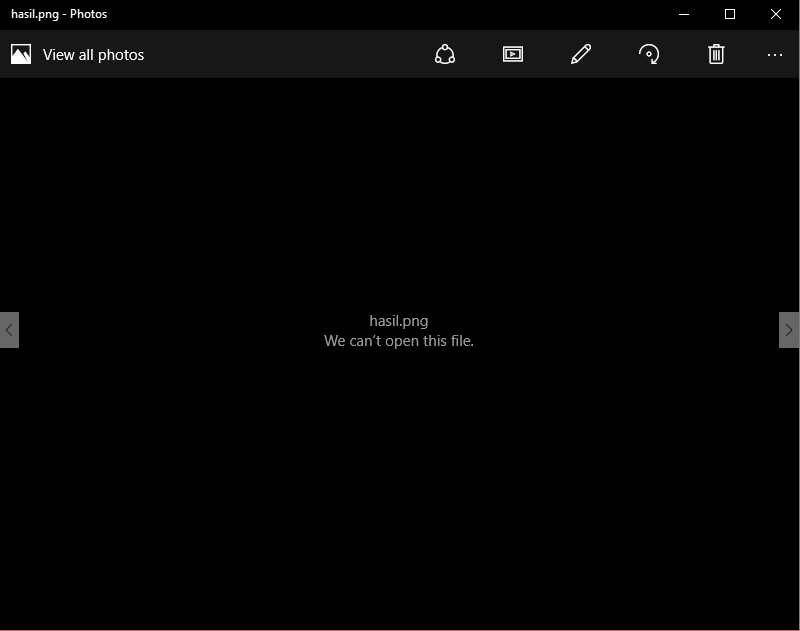 hasil.png - Photos
View all photos
hasil.png
We can’t open this file.